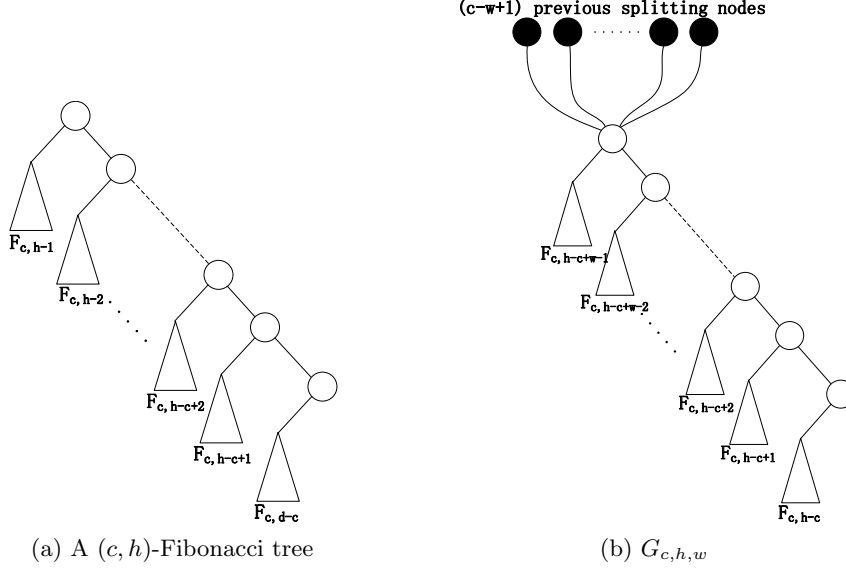 (c-w+1) previous splitting nodes
F_{c,h-1}
F_{c,h-2}
F_{c,h-c+2}
F_{c,h-c+1}
F_{c,d-c}
F_{c,h-c+w-1}
F_{c,h-c+w-2}
F_{c,h-c+2}
F_{c,h-c+1}
F_{c,h-c}
(a) A (c, h)-Fibonacci tree
(b) G_{c,h,w}